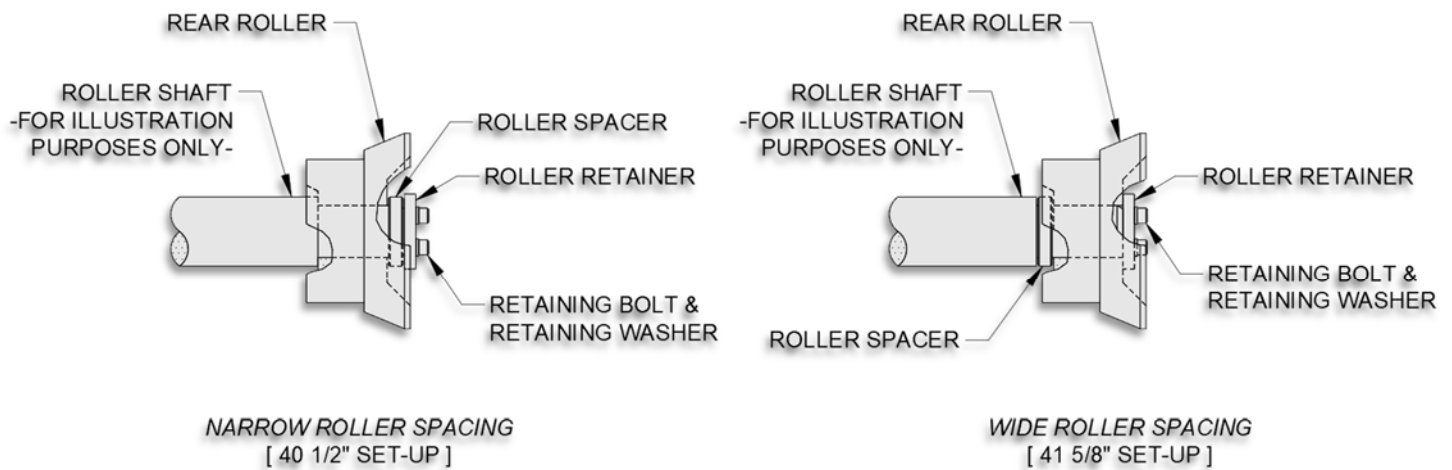 REAR ROLLER
ROLLER SHAFT
-FOR ILLUSTRATION
PURPOSES ONLY-
ROLLER SPACER
ROLLER RETAINER
RETAINING BOLT &
RETAINING WASHER
NARROW ROLLER SPACING
[ 40 1/2" SET-UP ]
REAR ROLLER
ROLLER SHAFT
-FOR ILLUSTRATION
PURPOSES ONLY-
ROLLER RETAINER
RETAINING BOLT &
RETAINING WASHER
ROLLER SPACER
WIDE ROLLER SPACING
[ 41 5/8" SET-UP ]